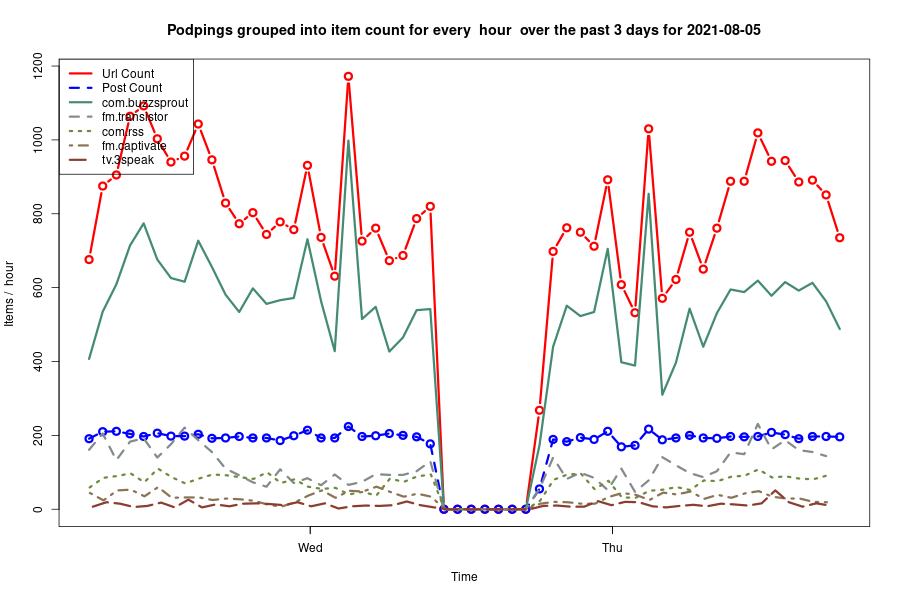 Podpings grouped into item count for every  hour  over the past 3 days for 2021-08-05
Url Count
Post Count
com.buzzsprout
fm.transistor
com.rss
fm.captivate
tv.3speak
1200
1000
800
600
400
200
0
Items /  hour
Wed
Thu
Time